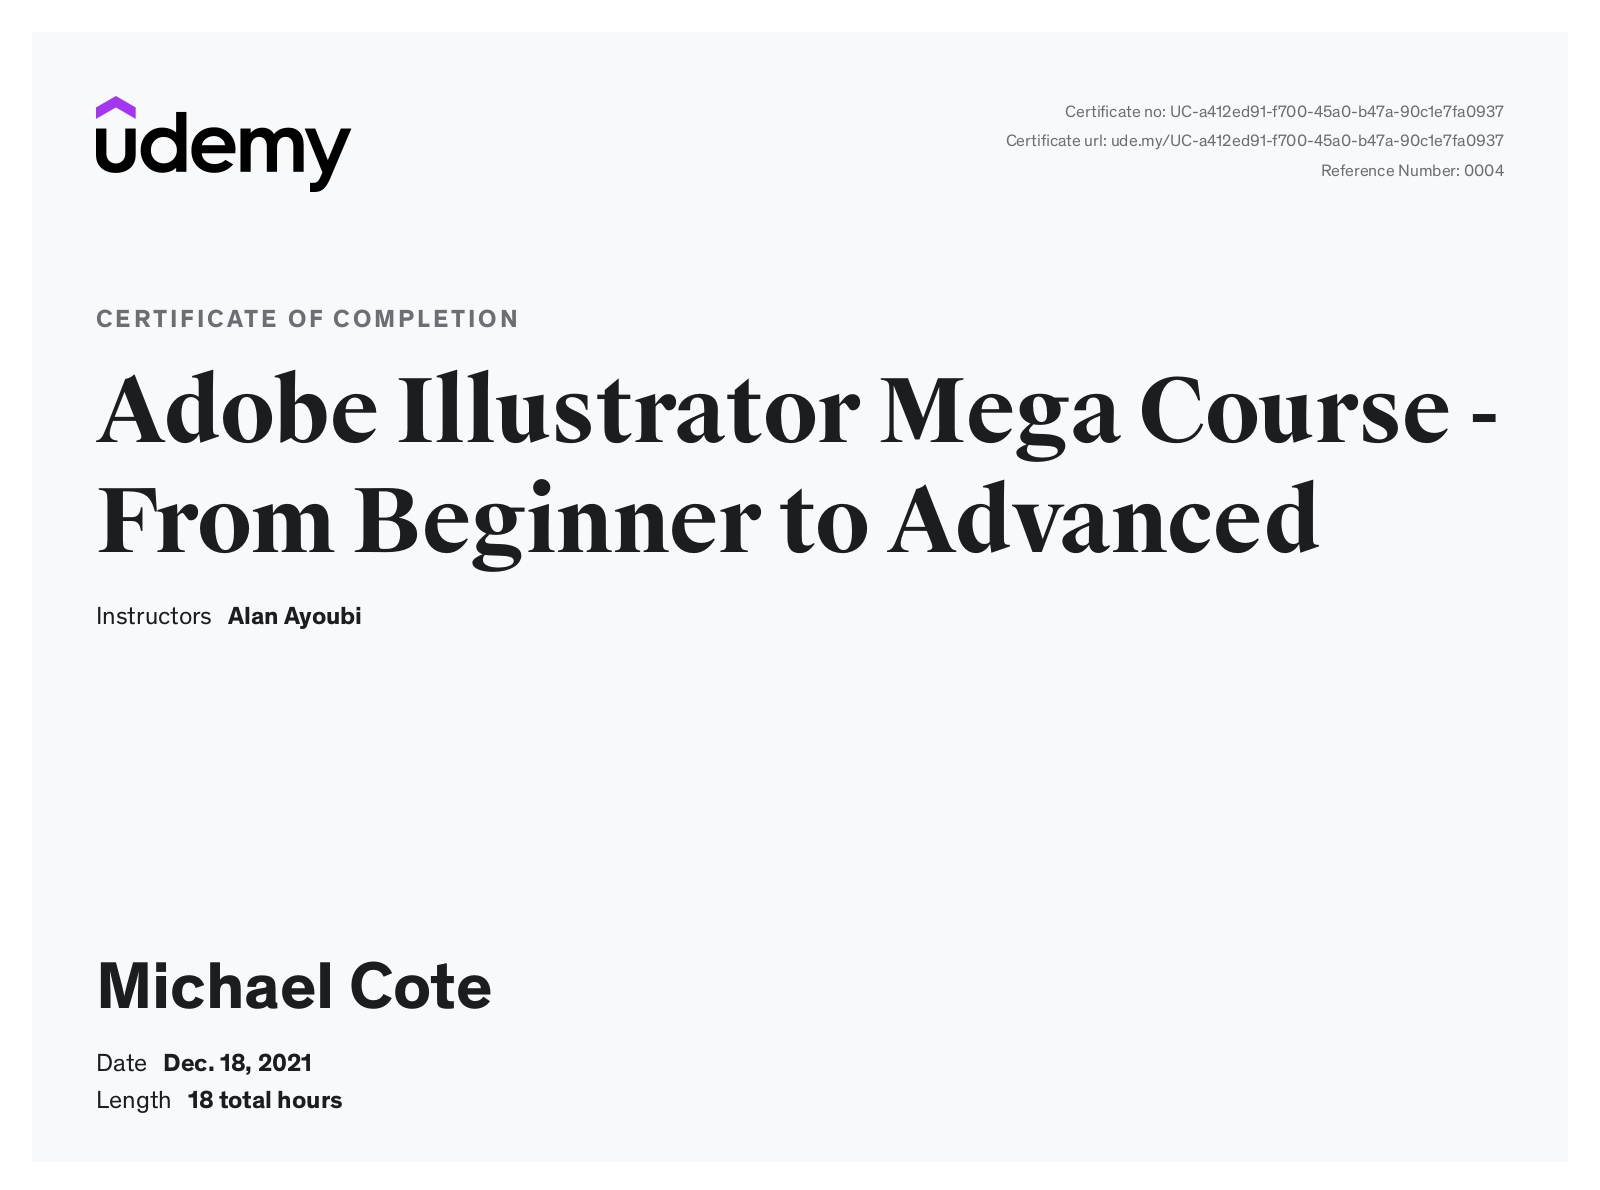 udemy
Certificate no: UC-a412ed91-f700-45a0-b47a-90c1e7fa0937
Certificate url: ude.my/UC-a412ed91-f700-45a0-b47a-90c1e7fa0937
Reference Number: 0004
CERTIFICATE OF COMPLETION
Adobe Illustrator Mega Course -
From Beginner to Advanced
Instructors Alan Ayoubi
Michael Cote
Date Dec. 18, 2021
Length 18 total hours